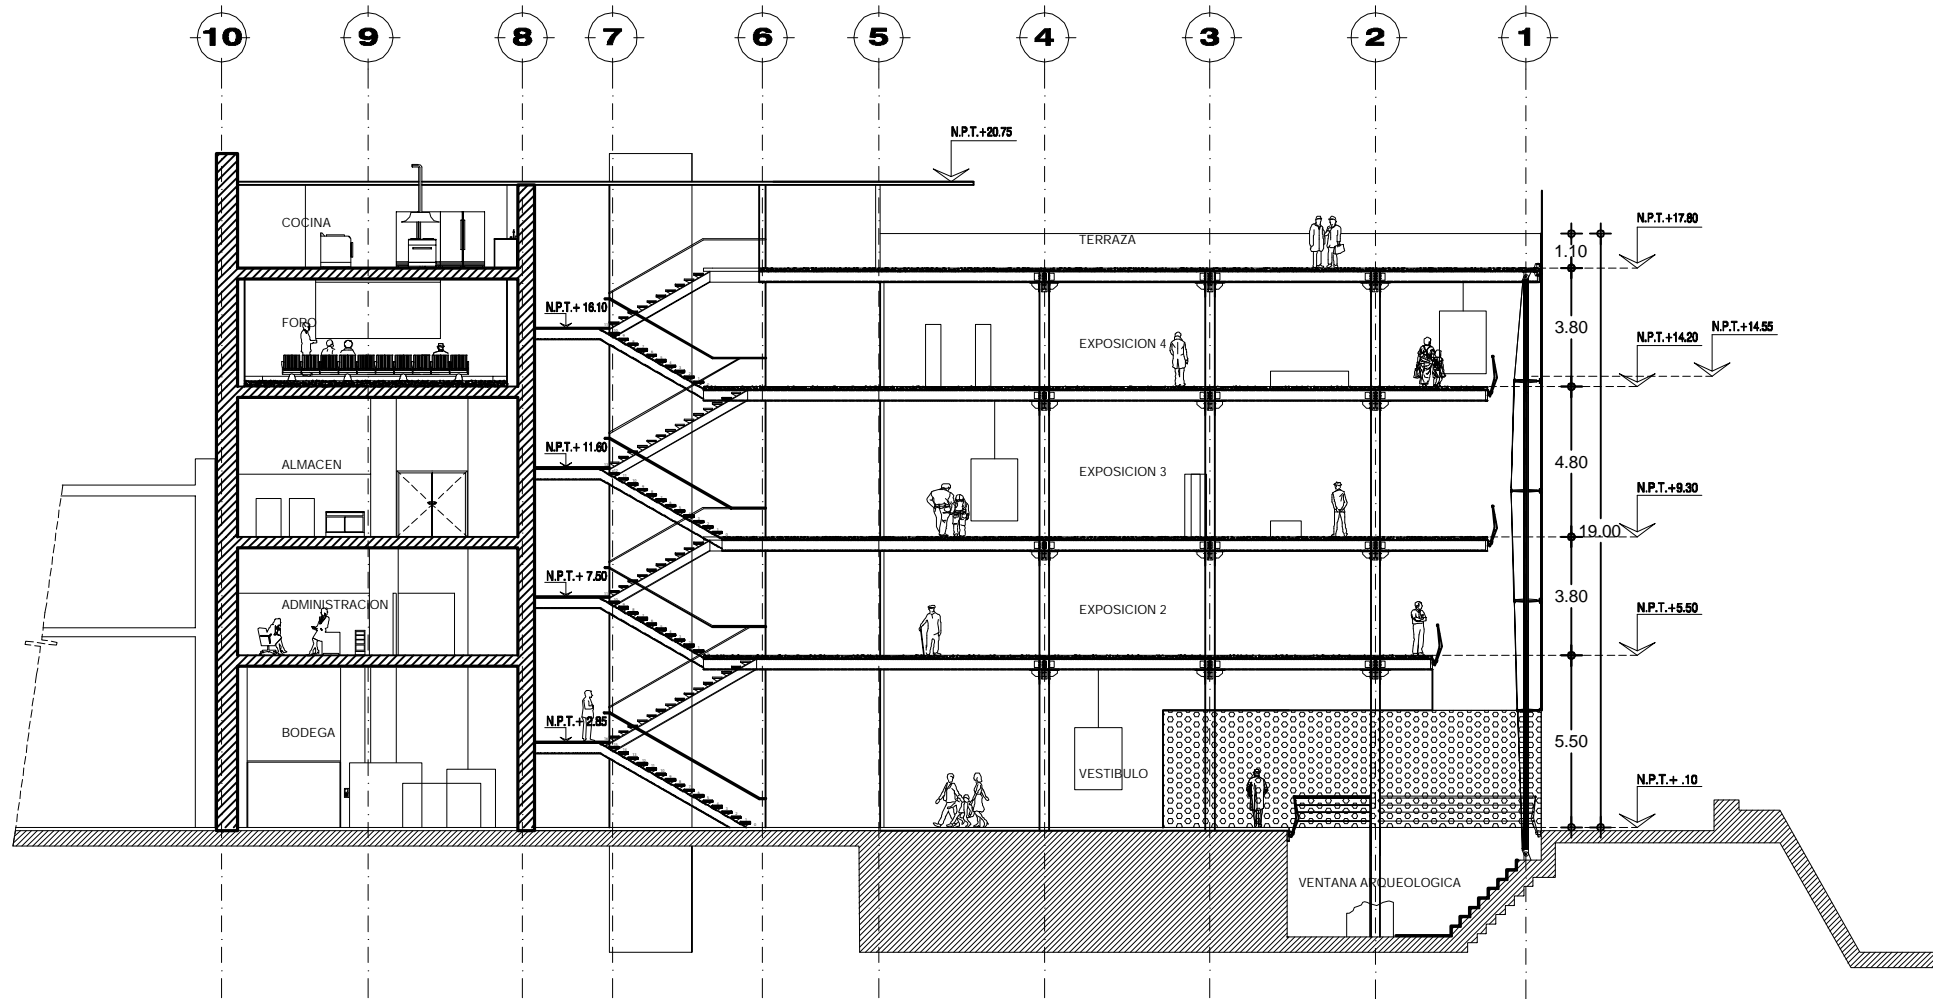 10 9 8 7 6 5 4 3 2 1
N.P.T.+20.75
N.P.T.+17.80
COCINA
TERRAZA
1.10
N.P.T.+ 16.10
FORO
EXPOSICION 4
3.80
N.P.T.+14.55
N.P.T.+14.20
N.P.T.+ 11.60
ALMACEN
EXPOSICION 3
4.80
N.P.T.+9.30
19.00
N.P.T.+ 7.50
ADMINISTRACION
EXPOSICION 2
3.80
N.P.T.+5.50
N.P.T.+ 2.85
BODEGA
VESTIBULO
5.50
N.P.T.+ .10
VENTANA ARQUEOLOGICA